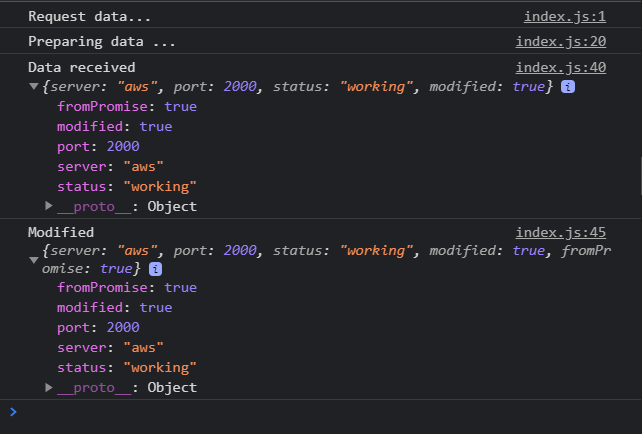 Request data... index.js:1
Preparing data ... index.js:20
Data received index.js:40
{server: "aws", port: 2000, status: "working", modified: true} i
fromPromise: true
modified: true
port: 2000
server: "aws"
status: "working"
__proto__: Object
Modified index.js:45
{server: "aws", port: 2000, status: "working", modified: true, fromPr
omise: true} i
fromPromise: true
modified: true
port: 2000
server: "aws"
status: "working"
__proto__: Object
>